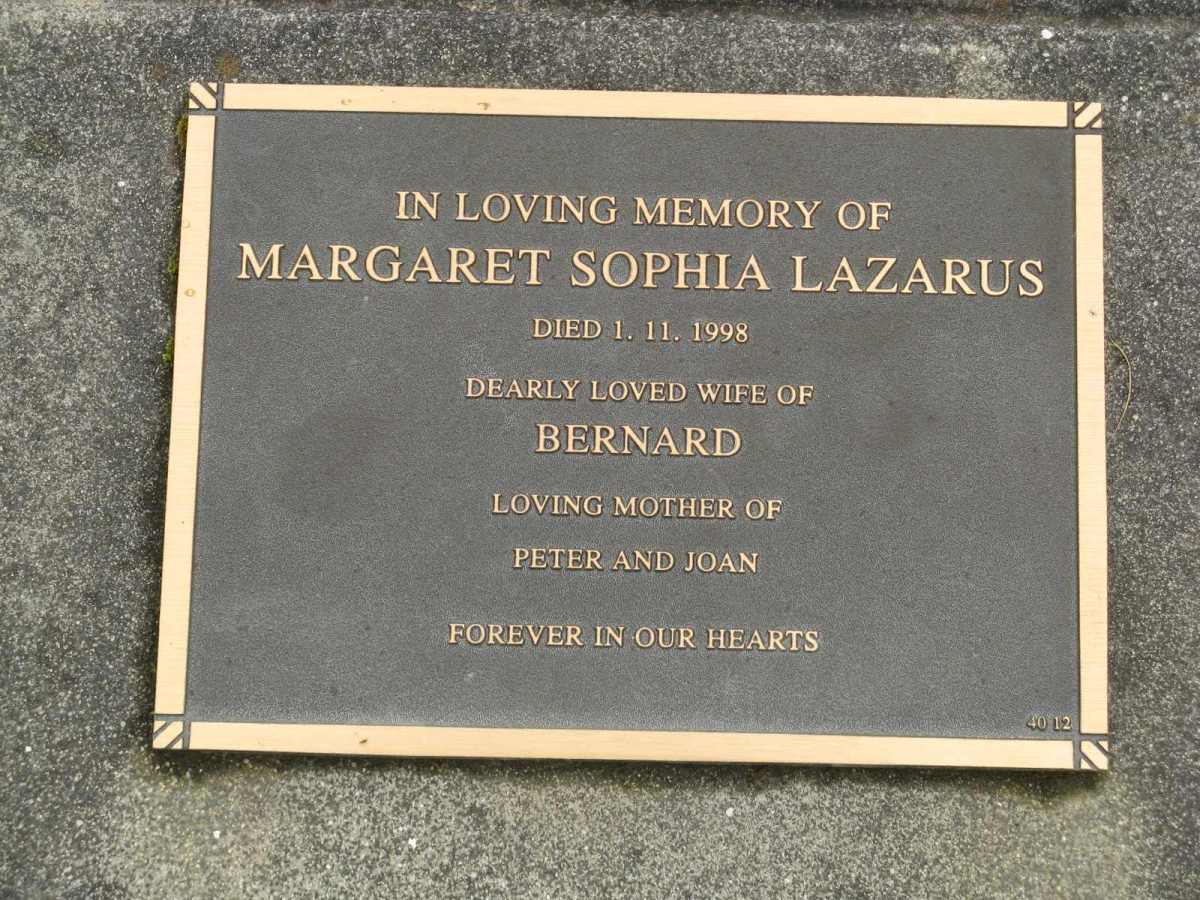 IN LOVING MEMORY OF
MARGARET SOPHIA LAZARUS
DIED 1. 11. 1998
DEARLY LOVED WIFE OF
BERNARD
LOVING MOTHER OF
PETER AND JOAN
FOREVER IN OUR HEARTS
40 12